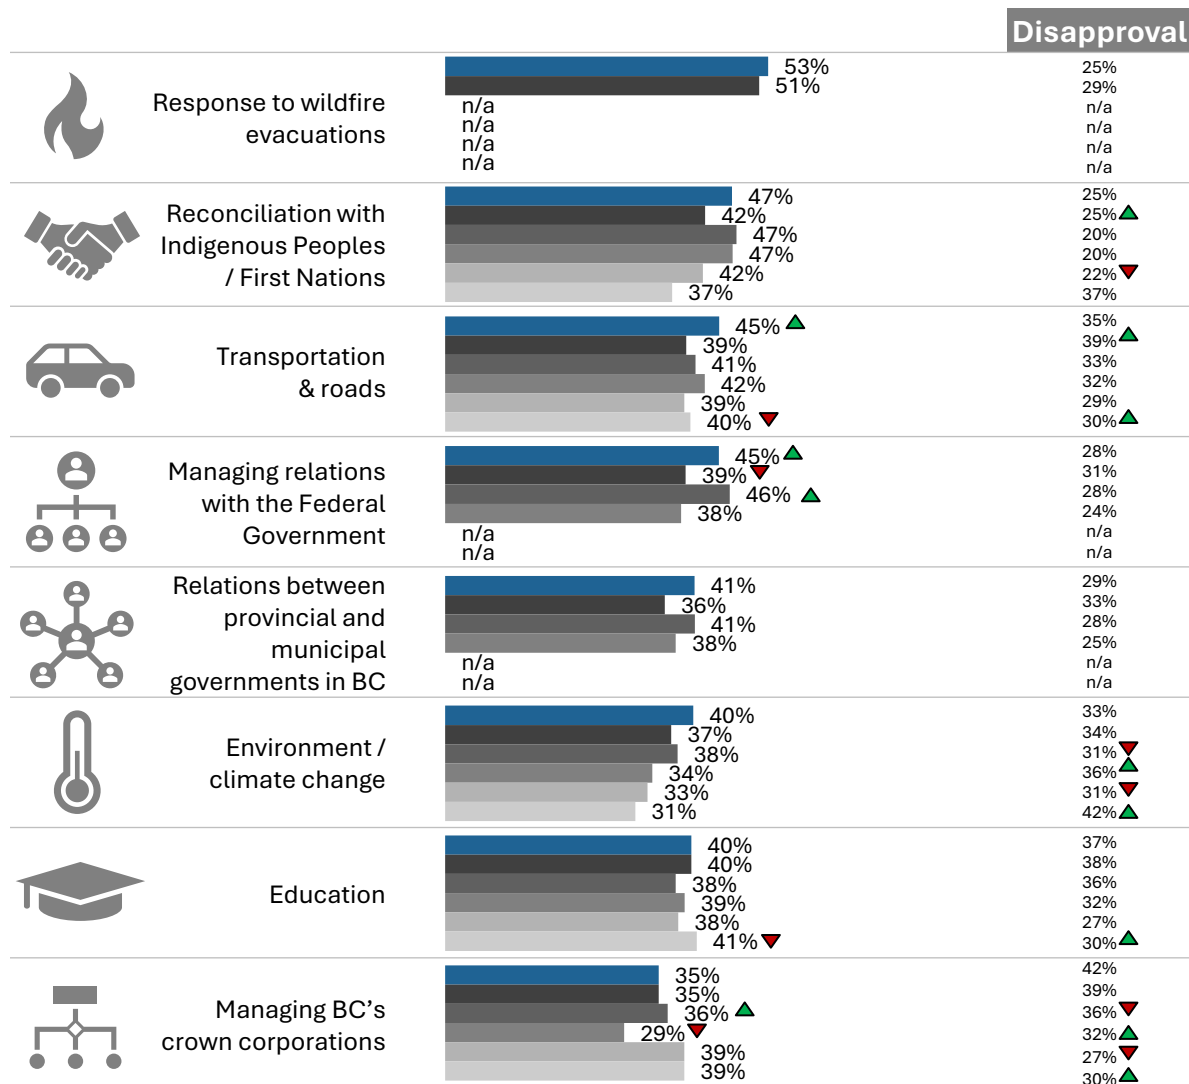 Disapproval
Response to wildfire
evacuations
53%
51%
n/a
n/a
n/a
n/a
25%
29%
n/a
n/a
n/a
n/a
Reconciliation with
Indigenous Peoples
/ First Nations
47%
42%
47%
47%
42%
37%
25%
25%
20%
20%
22%
37%
Transportation
& roads
45%
39%
41%
42%
39%
40%
35%
39%
33%
32%
29%
30%
Managing relations
with the Federal
Government
45%
39%
46%
38%
n/a
n/a
28%
31%
28%
24%
n/a
n/a
Relations between
provincial and
municipal
governments in BC
41%
36%
41%
38%
n/a
n/a
29%
33%
28%
25%
n/a
n/a
Environment /
climate change
40%
37%
38%
34%
33%
31%
33%
34%
31%
36%
31%
42%
Education
40%
40%
38%
39%
38%
41%
37%
38%
36%
32%
27%
30%
Managing BC’s
crown corporations
35%
35%
36%
29%
39%
39%
42%
39%
36%
32%
27%
30%